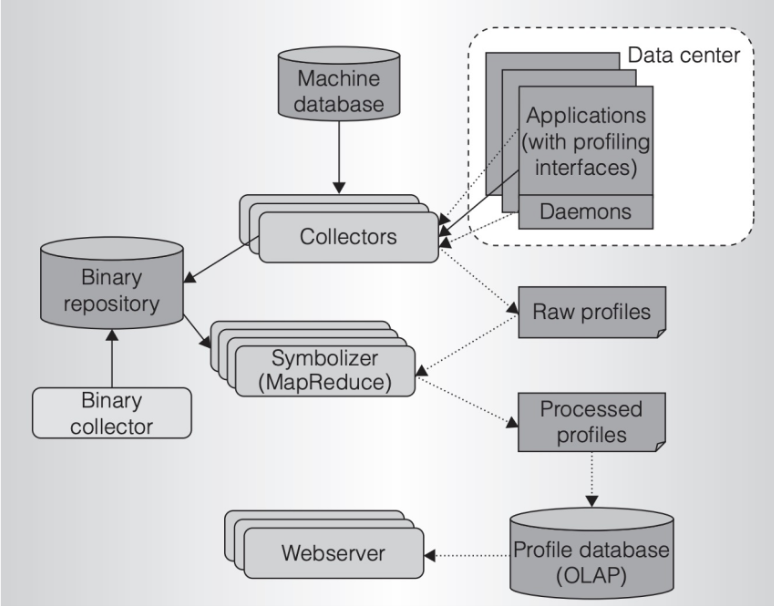 Machine
database
Data center
Applications
(with profiling
interfaces)
Daemons
Collectors
Binary
repository
Raw profiles
Symbolizer
(MapReduce)
Binary
collector
Processed
profiles
Webserver
Profile database
(OLAP)